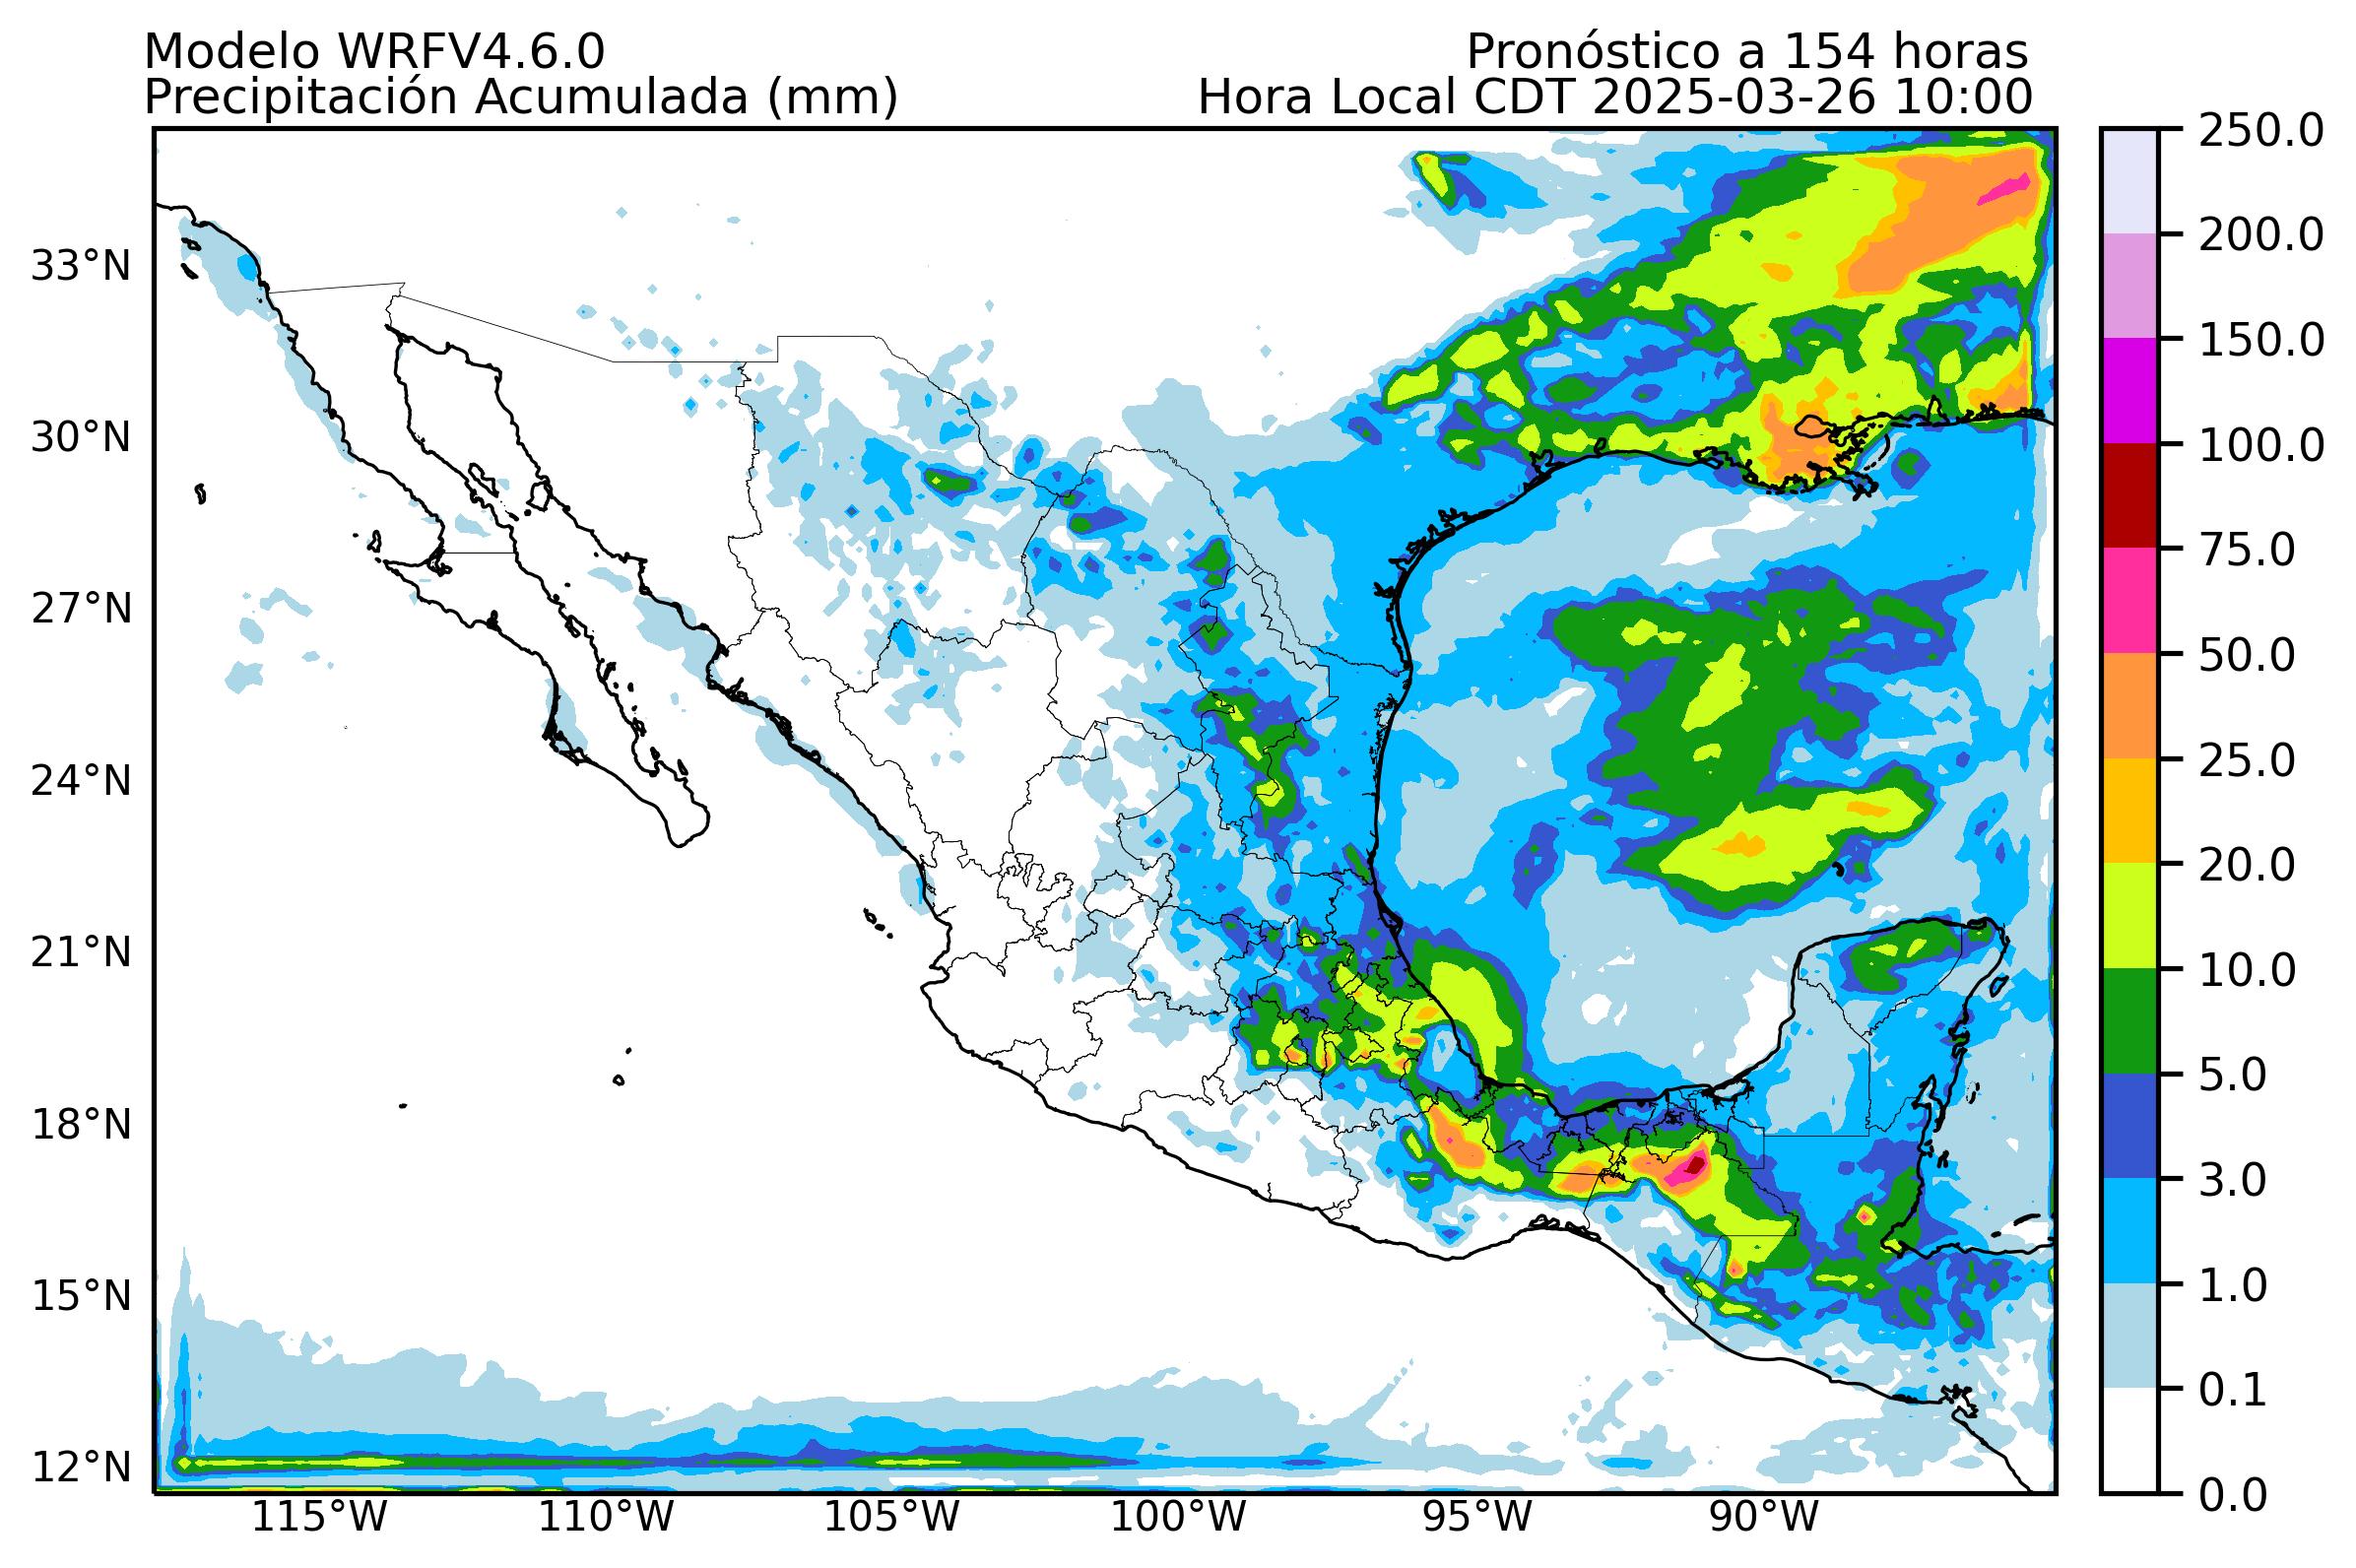 Modelo WRFV4.6.0
Pronóstico a 154 horas
Precipitación Acumulada (mm)
Hora Local CDT 2025-03-26 10:00
33°N
30°N
27°N
24°N
21°N
18°N
15°N
12°N
115°W
110°W
105°W
100°W
95°W
90°W
250.0
200.0
150.0
100.0
75.0
50.0
25.0
20.0
10.0
5.0
3.0
1.0
0.1
0.0